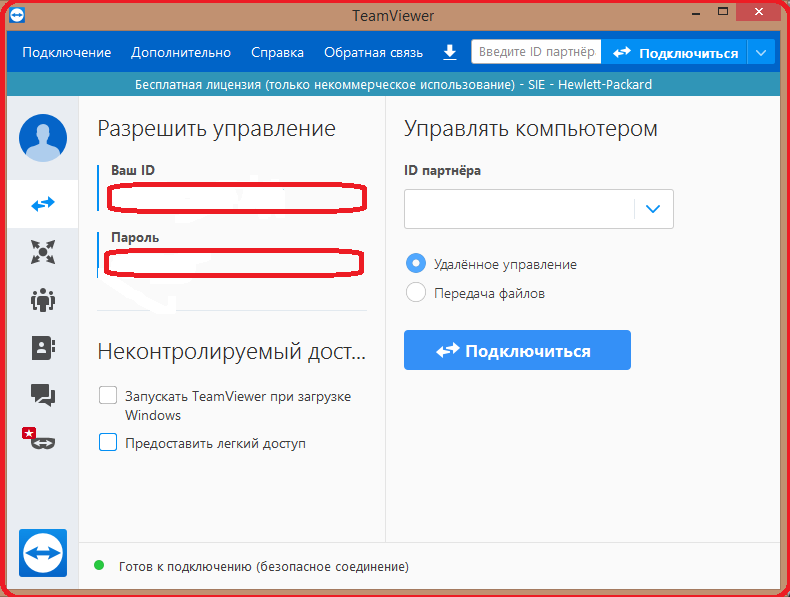 TeamViewer
Подключение Дополнительно Справка Обратная связь Введите ID партнёр Подключиться
Бесплатная лицензия (только некоммерческое использование) - SIE - Hewlett-Packard
Разрешить управление
Ваш ID
Пароль
Неконтролируемый дост...
Запускать TeamViewer при загрузке
Windows
Предоставить легкий доступ
Управлять компьютером
ID партнёра
Удалённое управление
Передача файлов
Подключиться
Готов к подключению (безопасное соединение)